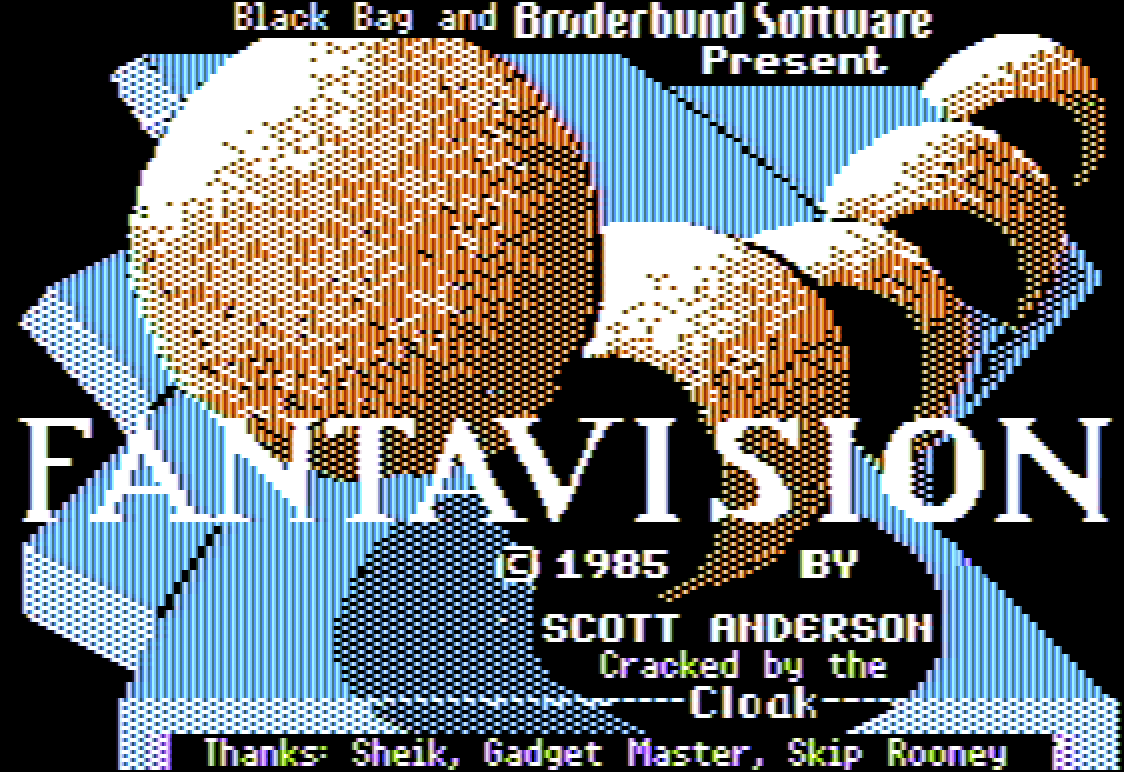 Black Bag and Brøderbund Software
Present
FANTAVISION
© 1985 BY
SCOTT ANDERSON
Cracked by the
------Cloak------
Thanks: Sheik, Gadget Master, Skip Rooney